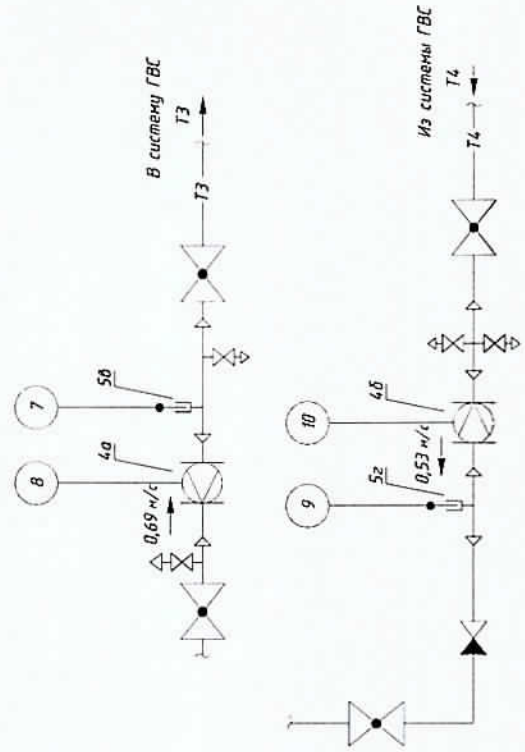 В систему ГВС
Т3
Т3
7
5в
8
4а
0,69 м/с
Из системы ГВС
Т4
Т4
10
4б
0,53 м/с
9
5г